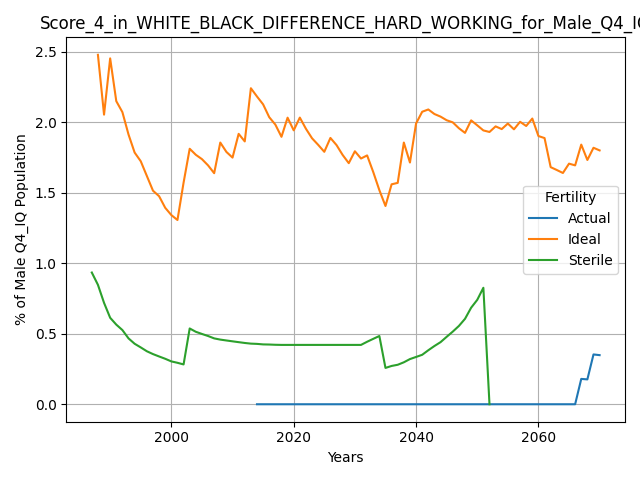 Score_4_in_WHITE_BLACK_DIFFERENCE_HARD_WORKING_for_Male_Q4_IQ
2.5
2.0
1.5
1.0
0.5
0.0
% of Male Q4_IQ Population
Fertility
Actual
Ideal
Sterile
2000
2020
2040
2060
Years